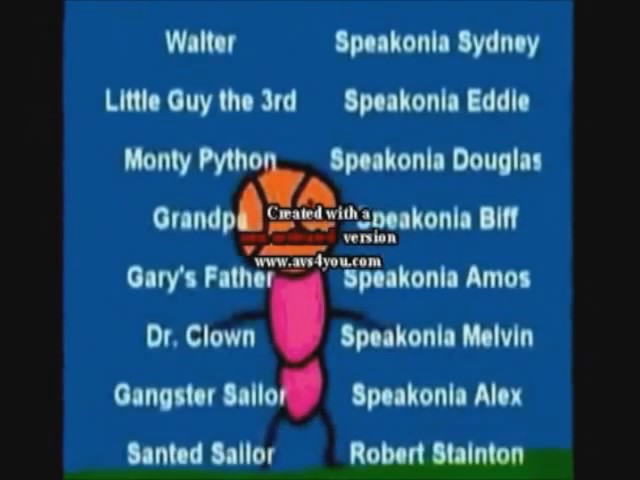 Walter Speakonia Sydney
Little Guy the 3rd Speakonia Eddie
Monty Python Speakonia Douglas
Grandpa Speakonia Biff
Created with a
version
www.avs4you.com
Gary's Father Speakonia Amos
Dr. Clown Speakonia Melvin
Gangster Sailor Speakonia Alex
Santed Sailor Robert Stainton